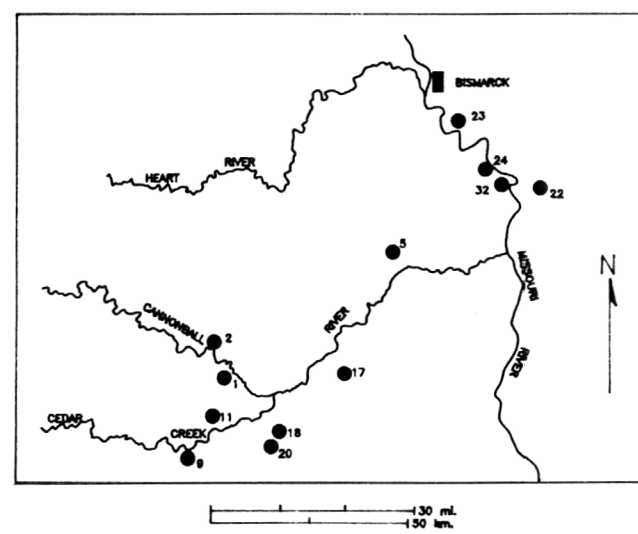 BISMARCK
23
24
HEART RIVER
32
22
5
N
MISSOURI RIVER
CANNONBALL RIVER
2
1
17
11
CEDAR CREEK
18
20
9
30 mi.
50 km.